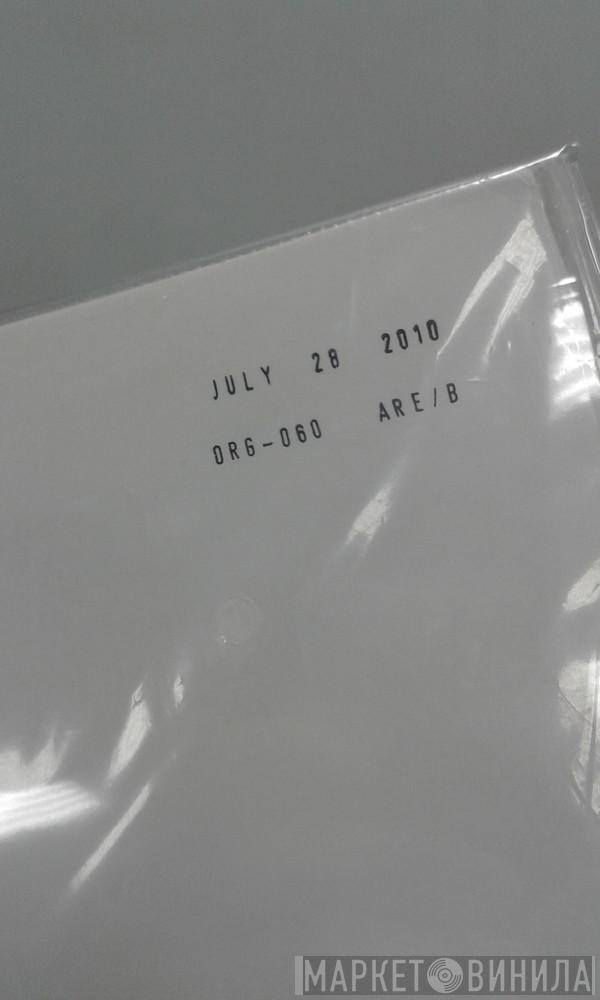 JULY 28 2010
ORG-060 ARE/B
МАРКЕТ ВИНИЛА